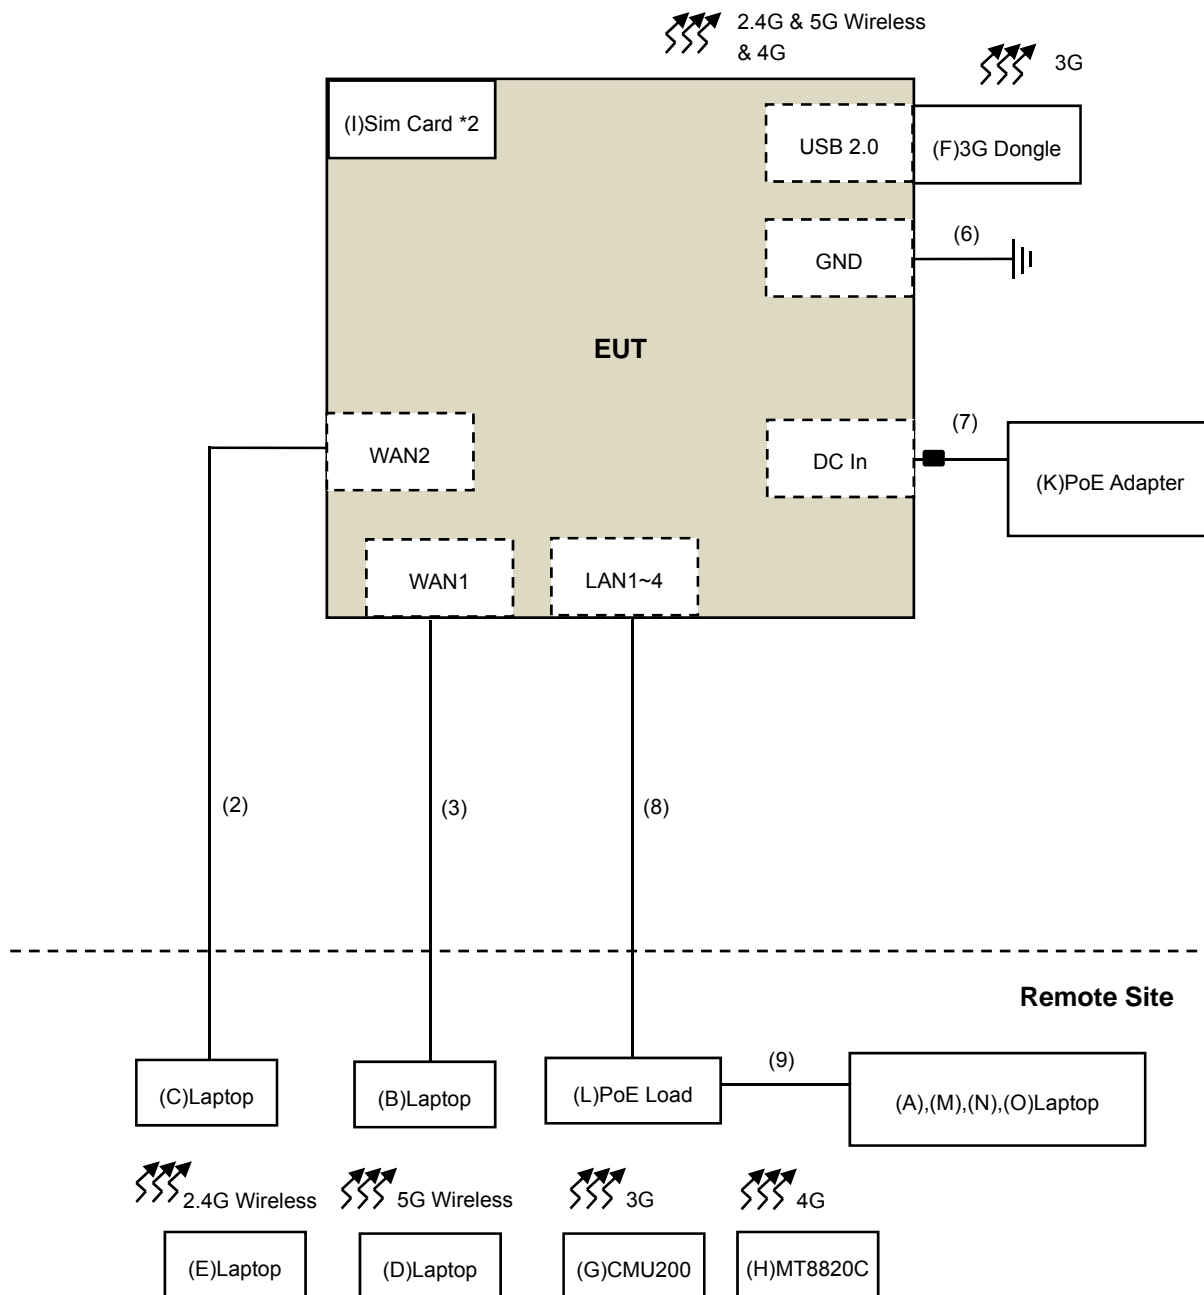 2.4G & 5G Wireless
& 4G
3G
(I)Sim Card *2
USB 2.0
(F)3G Dongle
(6)
GND
EUT
(7)
WAN2
DC In
(K)PoE Adapter
WAN1
LAN1~4
(2)
(3)
(8)
Remote Site
(9)
(C)Laptop
(B)Laptop
(L)PoE Load
(A),(M),(N),(O)Laptop
2.4G Wireless
5G Wireless
3G
4G
(E)Laptop
(D)Laptop
(G)CMU200
(H)MT8820C